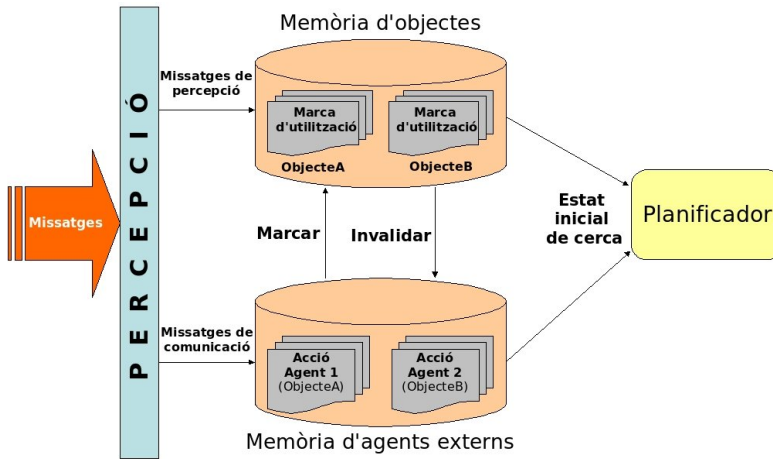 Memòria d'objectes
Missatges
PERCEPCIÓ
Missatges de
percepció
Marca
d'utilització
ObjecteA
Marca
d'utilització
ObjecteB
Marcar
Invalidar
Estat
inicial
de cerca
Planificador
Missatges de
comunicació
Acció
Agent 1
(ObjecteA)
Acció
Agent 2
(ObjecteB)
Memòria d'agents externs